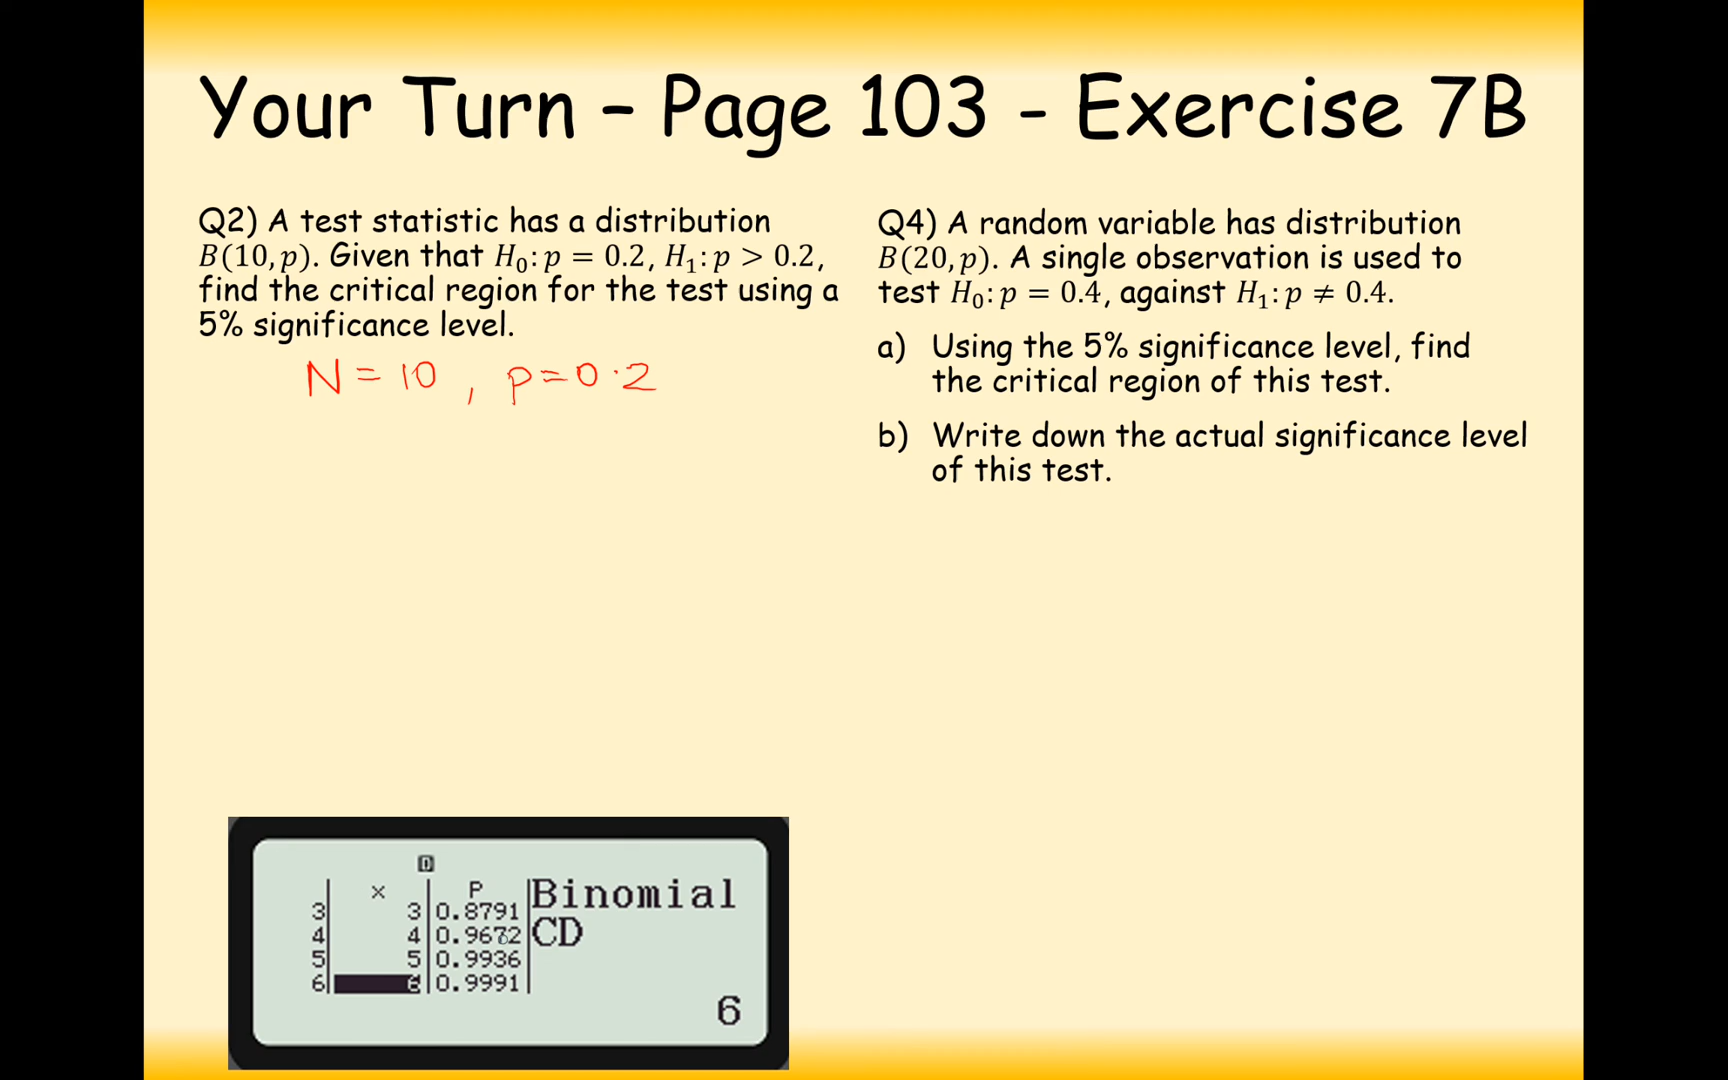 Your Turn – Page 103 - Exercise 7B
Q2) A test statistic has a distribution
B(10, p). Given that H₀: p = 0.2, H₁: p > 0.2,
find the critical region for the test using a
5% significance level.
N = 10 , p = 0.2
Q4) A random variable has distribution
B(20, p). A single observation is used to
test H₀: p = 0.4, against H₁: p ≠ 0.4.
a) Using the 5% significance level, find
the critical region of this test.
b) Write down the actual significance level
of this test.
D
x P Binomial
3 3 0.8791
4 4 0.9672 CD
5 5 0.9936
6 6 0.9991
6